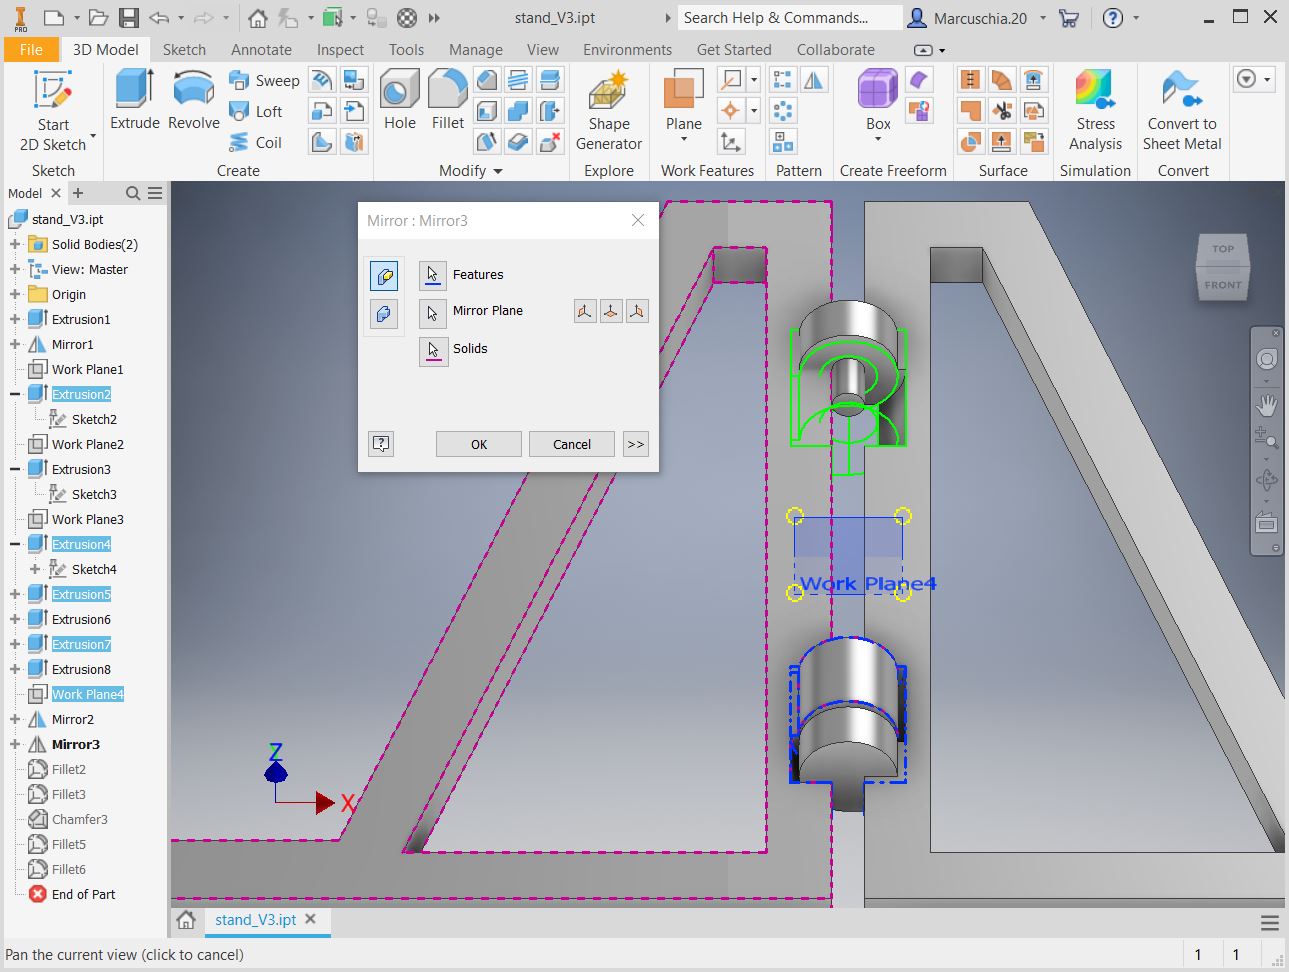 PRO
stand_V3.ipt
Search Help & Commands...
Marcuschia.20
File
3D Model
Sketch
Annotate
Inspect
Tools
Manage
View
Environments
Get Started
Collaborate
Start
2D Sketch
Extrude
Revolve
Sweep
Loft
Coil
Hole
Fillet
Shape
Generator
Plane
Box
Stress
Analysis
Convert to
Sheet Metal
Sketch
Create
Modify
Explore
Work Features
Pattern
Create Freeform
Surface
Simulation
Convert
Model
stand_V3.ipt
Solid Bodies(2)
View: Master
Origin
Extrusion1
Mirror1
Work Plane1
Extrusion2
Sketch2
Work Plane2
Extrusion3
Sketch3
Work Plane3
Extrusion4
Sketch4
Extrusion5
Extrusion6
Extrusion7
Extrusion8
Work Plane4
Mirror2
Mirror3
Fillet2
Fillet3
Chamfer3
Fillet5
Fillet6
End of Part
Mirror : Mirror3
Features
Mirror Plane
Solids
OK
Cancel
>>
TOP
FRONT
Work Plane4
Z
X
stand_V3.ipt
Pan the current view (click to cancel)
1
1